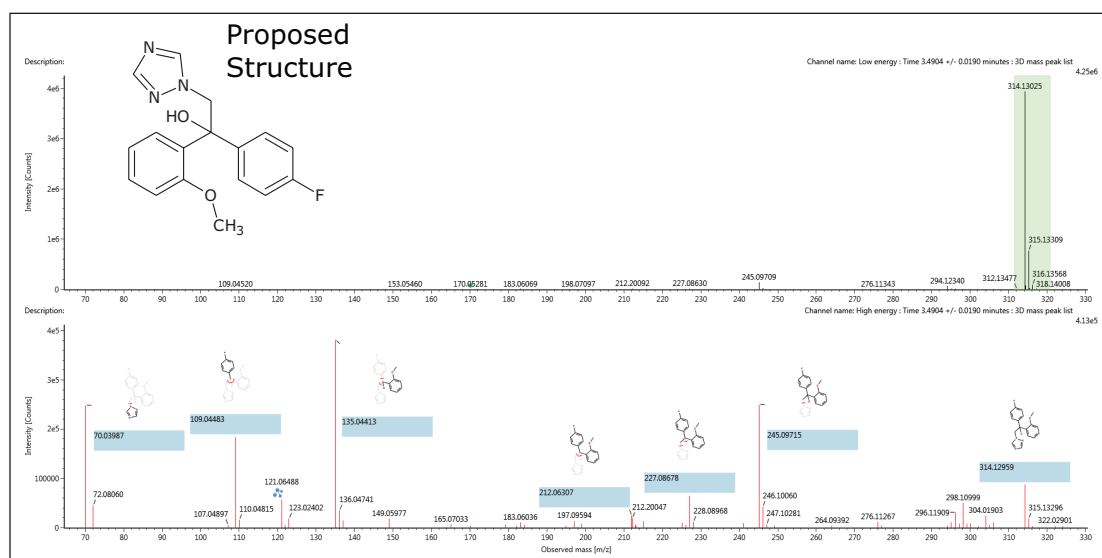 Proposed
Structure
N
N
N
HO
O
CH3
F
Description:
Channel name: Low energy : Time 3.4904 +/- 0.0190 minutes : 3D mass peak list
4.25e6
Intensity [Counts]
4e6
3e6
2e6
1e6
0
314.13025
315.13309
316.13568
318.14008
312.13477
294.12340
276.11343
245.09709
227.08630
212.20092
198.07097
183.06069
170.05281
153.05460
109.04520
70 80 90 100 110 120 130 140 150 160 170 180 190 200 210 220 230 240 250 260 270 280 290 300 310 320 330
Description:
Channel name: High energy : Time 3.4904 +/- 0.0190 minutes : 3D mass peak list
4.13e5
Intensity [Counts]
4e5
3e5
2e5
100000
0
70.03987
72.08060
109.04483
107.04897
110.04815
121.06488
123.02402
135.04413
136.04741
149.05977
165.07033
183.06036
197.09594
212.06307
212.20047
227.08678
228.08968
245.09715
246.10060
247.10281
264.09392
276.11267
296.11909
298.10999
304.01903
314.12959
315.13296
322.02901
70 80 90 100 110 120 130 140 150 160 170 180 190 200 210 220 230 240 250 260 270 280 290 300 310 320 330
Observed mass [m/z]